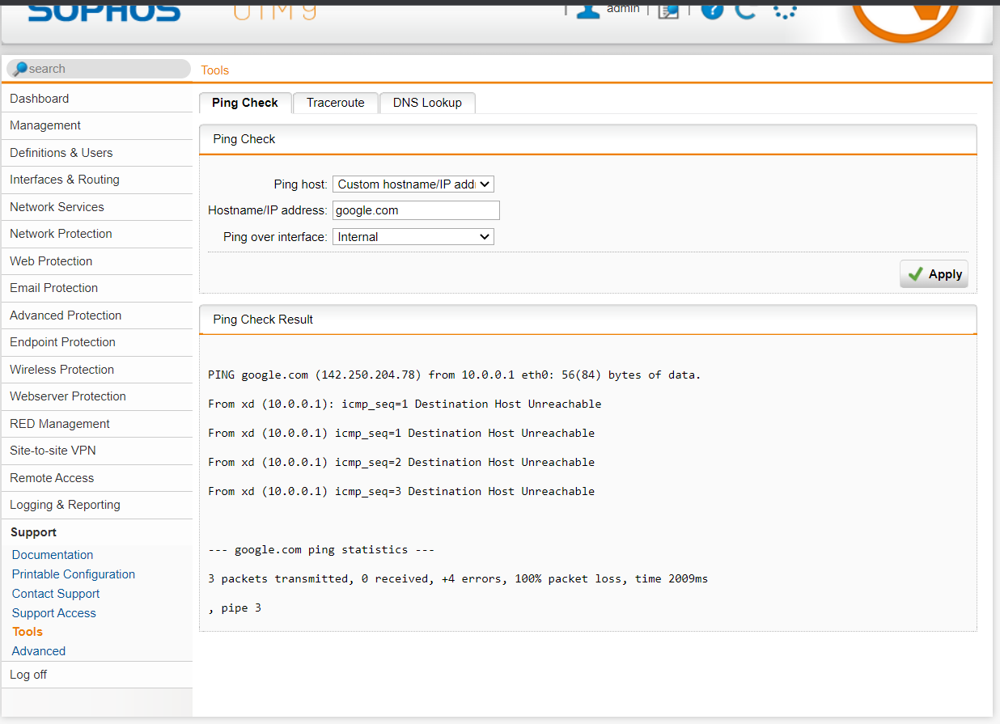 SOPHOS
UTM 9
admin
search
Tools
Dashboard
Management
Definitions & Users
Interfaces & Routing
Network Services
Network Protection
Web Protection
Email Protection
Advanced Protection
Endpoint Protection
Wireless Protection
Webserver Protection
RED Management
Site-to-site VPN
Remote Access
Logging & Reporting
Support
Documentation
Printable Configuration
Contact Support
Support Access
Tools
Advanced
Log off
Ping Check Traceroute DNS Lookup
Ping Check
Ping host: Custom hostname/IP add
Hostname/IP address: google.com
Ping over interface: Internal
Apply
Ping Check Result
PING google.com (142.250.204.78) from 10.0.0.1 eth0: 56(84) bytes of data.
From xd (10.0.0.1): icmp_seq=1 Destination Host Unreachable
From xd (10.0.0.1) icmp_seq=1 Destination Host Unreachable
From xd (10.0.0.1) icmp_seq=2 Destination Host Unreachable
From xd (10.0.0.1) icmp_seq=3 Destination Host Unreachable
--- google.com ping statistics ---
3 packets transmitted, 0 received, +4 errors, 100% packet loss, time 2009ms
, pipe 3